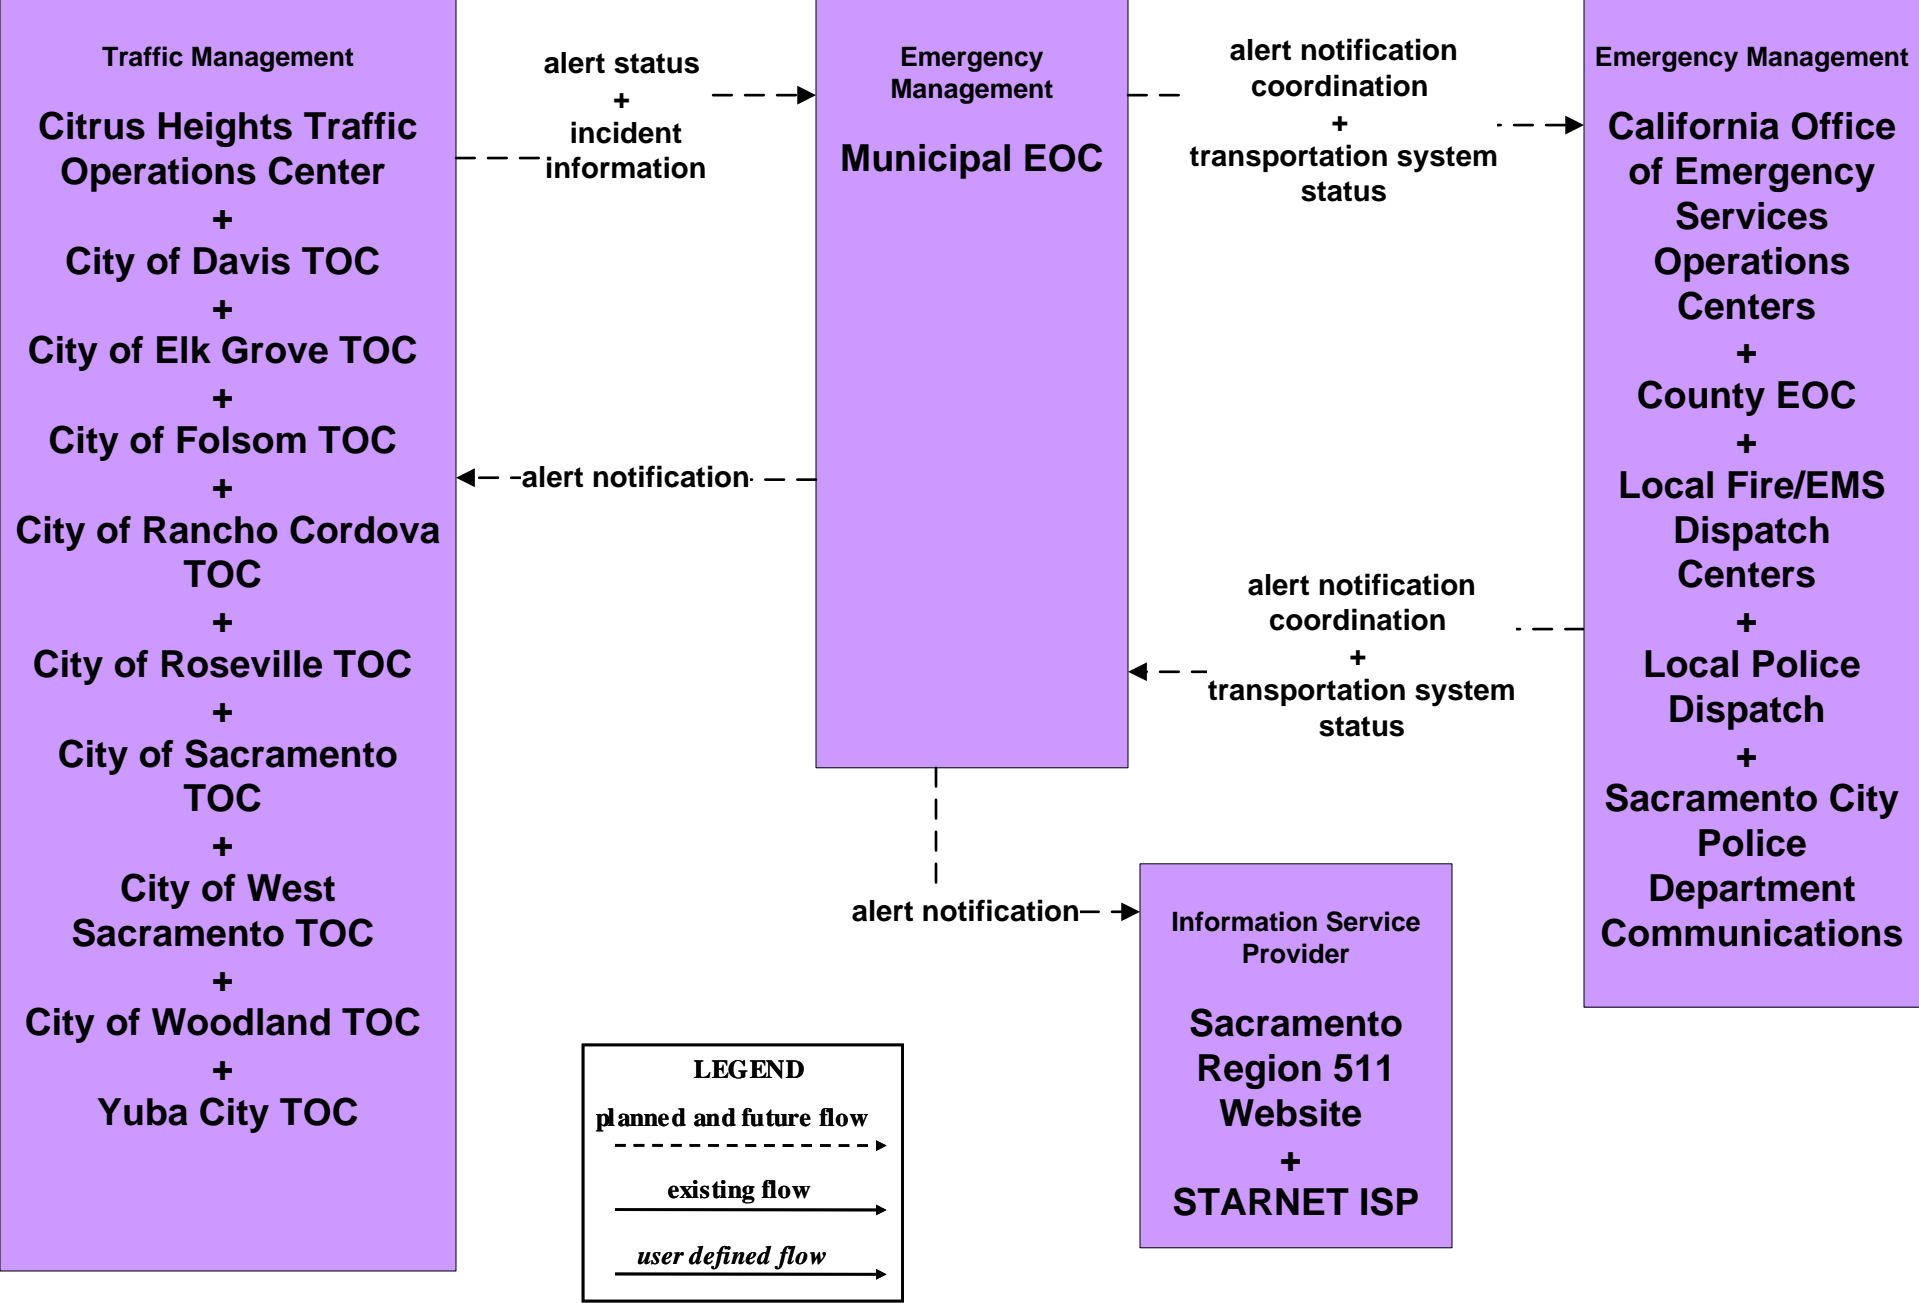 Traffic Management
Citrus Heights Traffic
Operations Center
+
City of Davis TOC
+
City of Elk Grove TOC
+
City of Folsom TOC
+
City of Rancho Cordova
TOC
+
City of Roseville TOC
+
City of Sacramento
TOC
+
City of West
Sacramento TOC
+
City of Woodland TOC
+
Yuba City TOC
alert status
+
incident
information
alert notification
Emergency
Management
Municipal EOC
alert notification
coordination
+
transportation system
status
alert notification
coordination
+
transportation system
status
Emergency Management
California Office
of Emergency
Services
Operations
Centers
+
County EOC
+
Local Fire/EMS
Dispatch
Centers
+
Local Police
Dispatch
+
Sacramento City
Police
Department
Communications
alert notification
Information Service
Provider
Sacramento
Region 511
Website
+
STARNET ISP
LEGEND
planned and future flow
existing flow
user defined flow